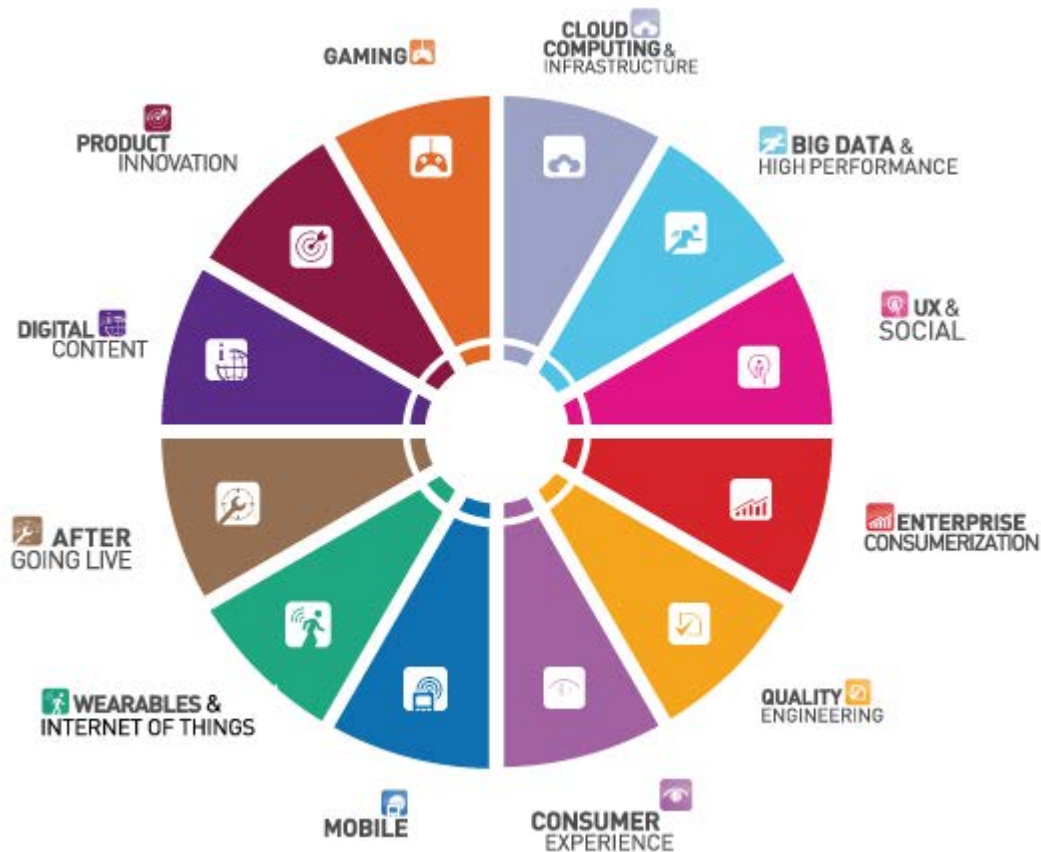 GAMING
CLOUD
COMPUTING &
INFRASTRUCTURE
PRODUCT
INNOVATION
BIG DATA &
HIGH PERFORMANCE
DIGITAL
CONTENT
UX &
SOCIAL
AFTER
GOING LIVE
ENTERPRISE
CONSUMERIZATION
WEARABLES &
INTERNET OF THINGS
QUALITY
ENGINEERING
MOBILE
CONSUMER
EXPERIENCE